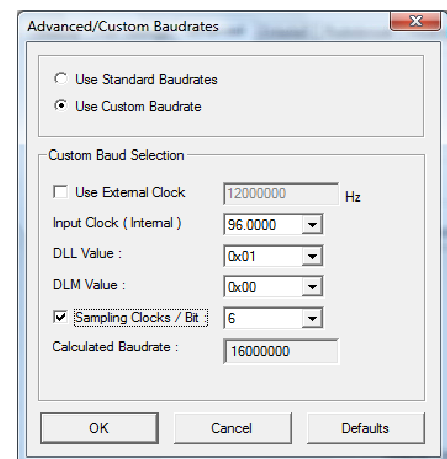 Advanced/Custom Baudrates
Use Standard Baudrates
Use Custom Baudrate
Custom Baud Selection
Use External Clock 12000000 Hz
Input Clock ( Internal ) 96.0000
DLL Value : 0x01
DLM Value : 0x00
Sampling Clocks / Bit : 6
Calculated Baudrate : 16000000
OK Cancel Defaults